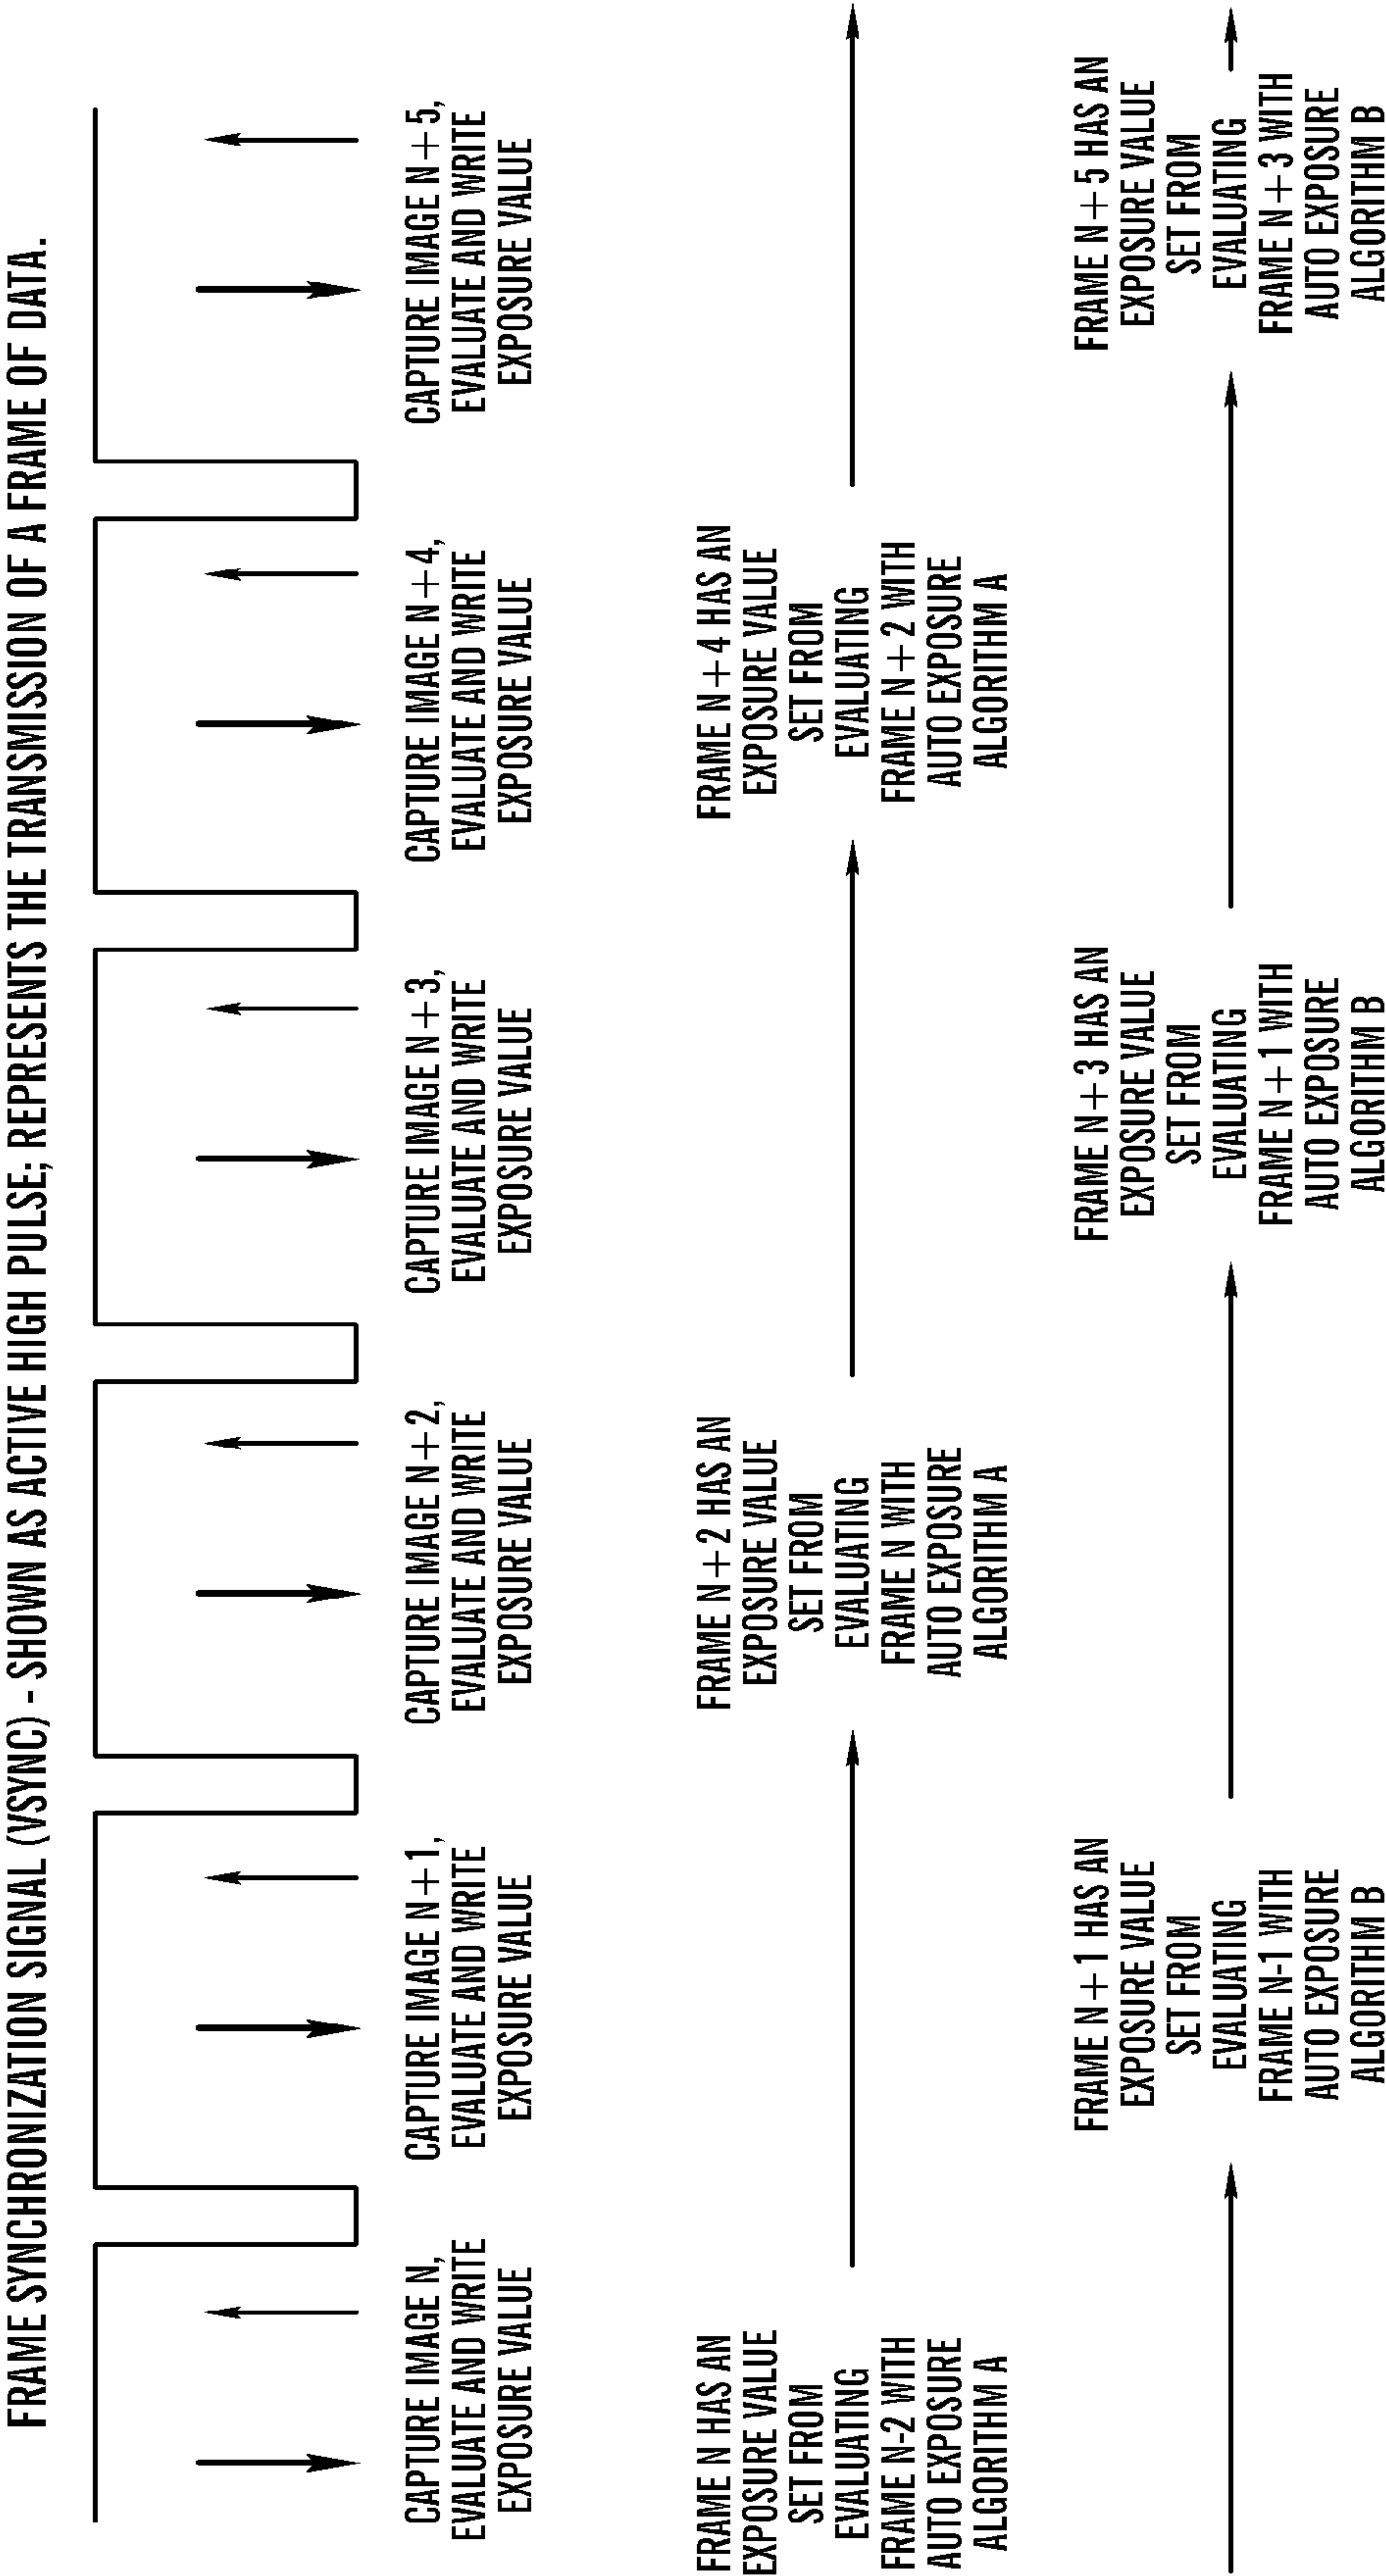 FRAME SYNCHRONIZATION SIGNAL (VSYNC) - SHOWN AS ACTIVE HIGH PULSE; REPRESENTS THE TRANSMISSION OF A FRAME OF DATA.
CAPTURE IMAGE N,
EVALUATE AND WRITE
EXPOSURE VALUE
CAPTURE IMAGE N+1,
EVALUATE AND WRITE
EXPOSURE VALUE
CAPTURE IMAGE N+2,
EVALUATE AND WRITE
EXPOSURE VALUE
CAPTURE IMAGE N+3,
EVALUATE AND WRITE
EXPOSURE VALUE
CAPTURE IMAGE N+4,
EVALUATE AND WRITE
EXPOSURE VALUE
CAPTURE IMAGE N+5,
EVALUATE AND WRITE
EXPOSURE VALUE
FRAME N HAS AN
EXPOSURE VALUE
SET FROM
EVALUATING
FRAME N-2 WITH
AUTO EXPOSURE
ALGORITHM A
FRAME N+2 HAS AN
EXPOSURE VALUE
SET FROM
EVALUATING
FRAME N WITH
AUTO EXPOSURE
ALGORITHM A
FRAME N+4 HAS AN
EXPOSURE VALUE
SET FROM
EVALUATING
FRAME N+2 WITH
AUTO EXPOSURE
ALGORITHM A
FRAME N+1 HAS AN
EXPOSURE VALUE
SET FROM
EVALUATING
FRAME N-1 WITH
AUTO EXPOSURE
ALGORITHM B
FRAME N+3 HAS AN
EXPOSURE VALUE
SET FROM
EVALUATING
FRAME N+1 WITH
AUTO EXPOSURE
ALGORITHM B
FRAME N+5 HAS AN
EXPOSURE VALUE
SET FROM
EVALUATING
FRAME N+3 WITH
AUTO EXPOSURE
ALGORITHM B